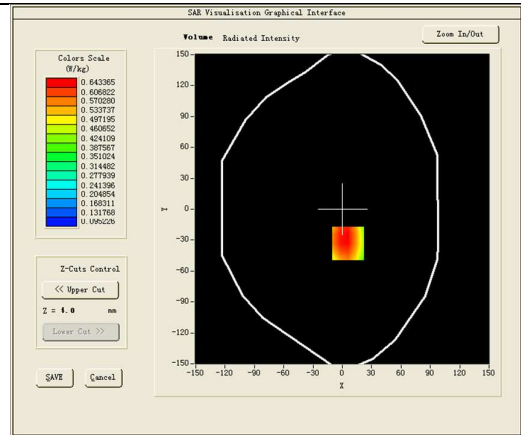 SAR Visualisation Graphical Interface
Volume Radiated Intensity
Zoom In/Out
Colors Scale
(W/kg)
0.643365
0.606822
0.570280
0.533737
0.497195
0.460652
0.424109
0.387567
0.351024
0.314482
0.277939
0.241396
0.204854
0.168311
0.131768
0.095226
Z-Cuts Control
<< Upper Cut
Z = 4.0 mm
Lower Cut >>
SAVE Cancel
150
120
90
60
30
0
-30
-60
-90
-120
-150
Y
-150 -120 -90 -60 -30 0 30 60 90 120 150
X